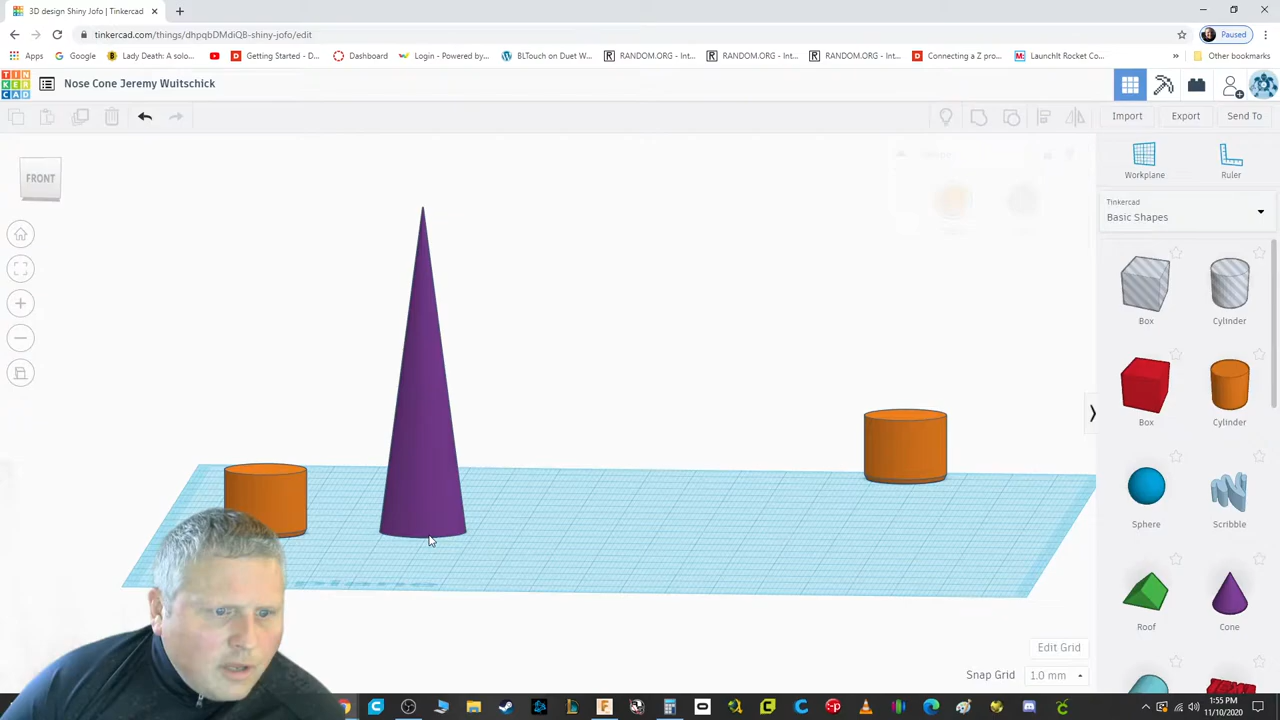 3D design Shiny Jofo | Tinkercad
tinkercad.com/things/dhpqbDMdiQB-shiny-jofo/edit
Paused
Apps
Google
Lady Death: A solo...
Getting Started - D...
Dashboard
Login - Powered by...
BLTouch on Duet W...
RANDOM.ORG - Int...
RANDOM.ORG - Int...
RANDOM.ORG - Int...
Connecting a Z pro...
LaunchIt Rocket Co...
Other bookmarks
TIN
KER
CAD
Nose Cone Jeremy Wuitschick
Import
Export
Send To
FRONT
Workplane
Ruler
Tinkercad
Basic Shapes
Box
Cylinder
Box
Cylinder
Sphere
Scribble
Roof
Cone
Edit Grid
Snap Grid
1.0 mm
1:55 PM
11/10/2020